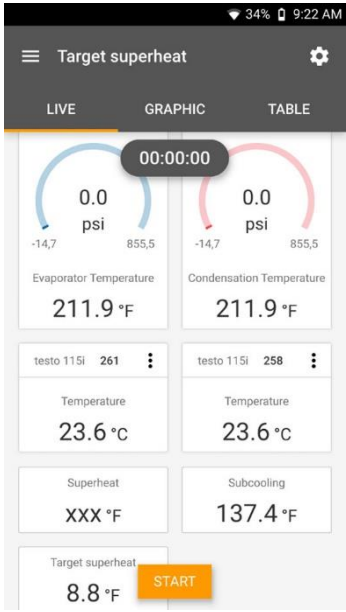 34% 9:22 AM
Target superheat
LIVE GRAPHIC TABLE
00:00:00
0.0 0.0
psi psi
-14,7 855,5 -14,7 855,5
Evaporator Temperature Condensation Temperature
211.9 °F 211.9 °F
testo 115i 261 testo 115i 258
Temperature Temperature
23.6 °C 23.6 °C
Superheat Subcooling
xxx °F 137.4 °F
Target superheat
8.8 °F START